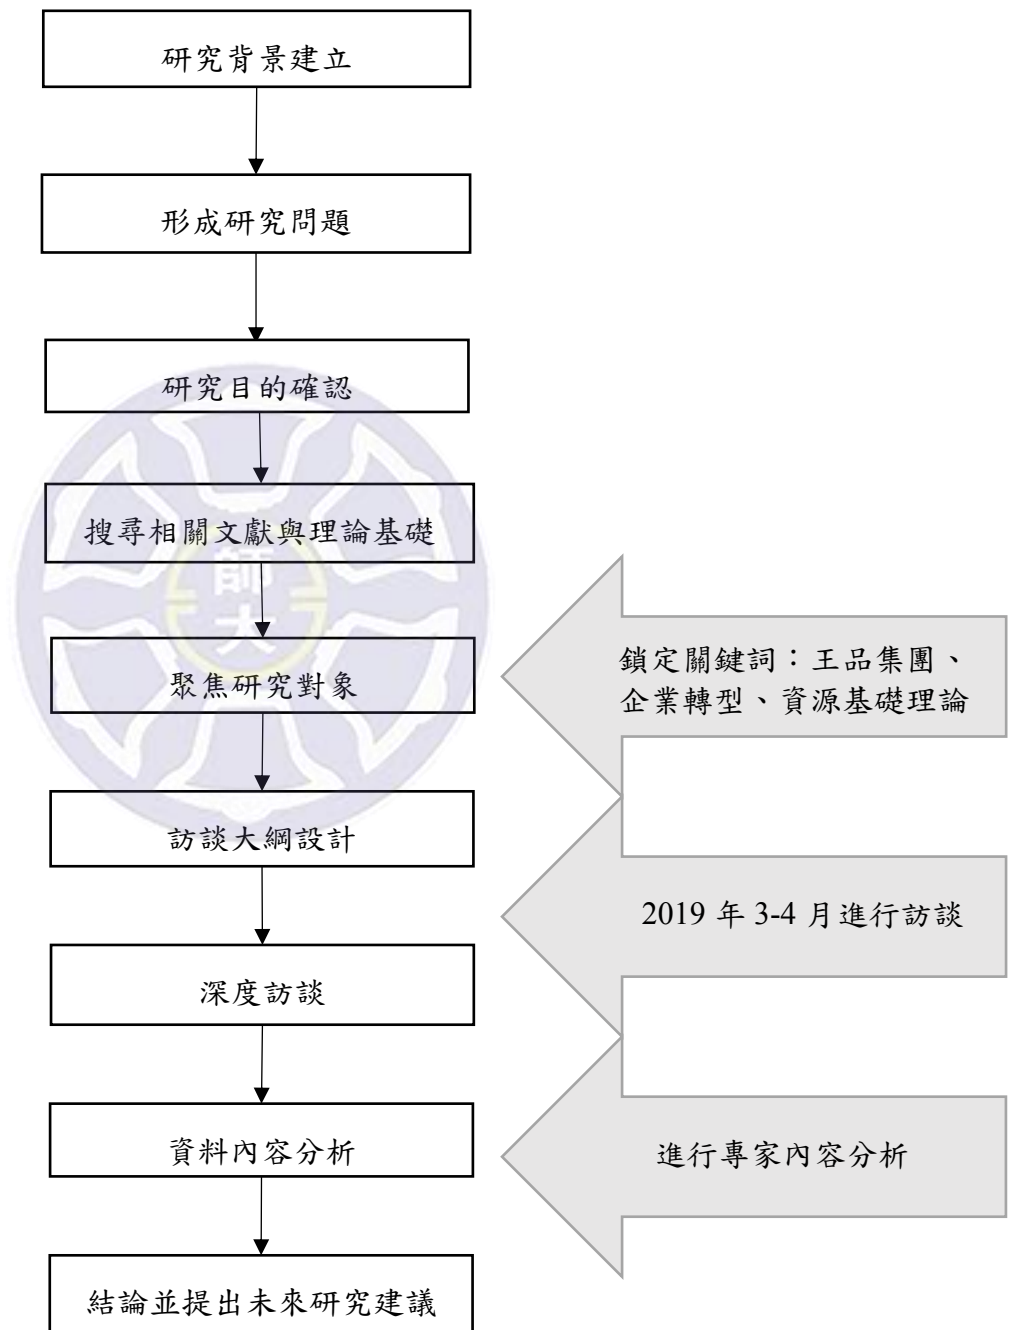 研究背景建立
形成研究問題
研究目的確認
搜尋相關文獻與理論基礎
師
大
聚焦研究對象
鎖定關鍵詞：王品集團、
企業轉型、資源基礎理論
訪談大綱設計
2019 年 3-4 月進行訪談
深度訪談
資料內容分析
進行專家內容分析
結論並提出未來研究建議